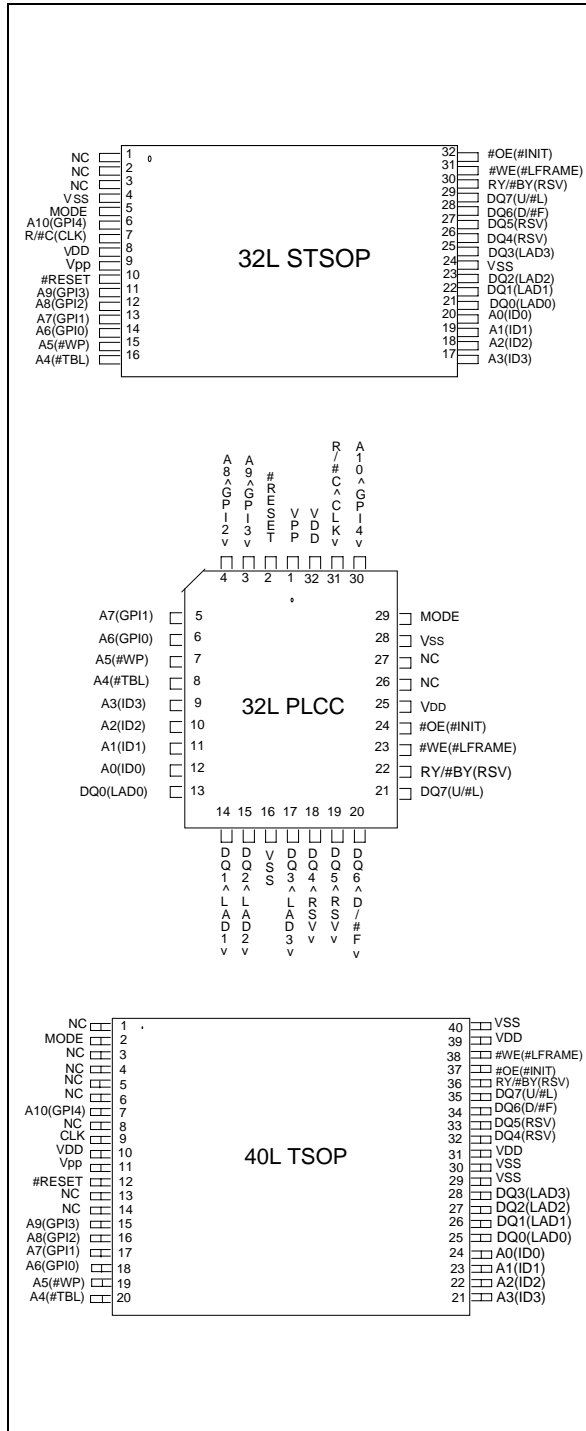 NC 1
NC 2
NC 3
VSS 4
MODE 5
A10(GPI4) 6
R/#C(CLK) 7
VDD 8
Vpp 9
#RESET 10
A9(GPI3) 11
A8(GPI2) 12
A7(GPI1) 13
A6(GPI0) 14
A5(#WP) 15
A4(#TBL) 16
32L STSOP
32 #OE(#INIT)
31 #WE(#LFRAME)
30 RY/#BY(RSV)
29 DQ7(U/#L)
28 DQ6(D/#F)
27 DQ5(RSV)
26 DQ4(RSV)
25 DQ3(LAD3)
24 VSS
23 DQ2(LAD2)
22 DQ1(LAD1)
21 DQ0(LAD0)
20 A0(ID0)
19 A1(ID1)
18 A2(ID2)
17 A3(ID3)
A8^GPI2v 4
A9^GPI3v 3
#RESET 2
VPP 1
VDD 32
R/#C^CLKv 31
A10^GPI4v 30
A7(GPI1) 5
A6(GPI0) 6
A5(#WP) 7
A4(#TBL) 8
A3(ID3) 9
A2(ID2) 10
A1(ID1) 11
A0(ID0) 12
DQ0(LAD0) 13
32L PLCC
29 MODE
28 VSS
27 NC
26 NC
25 VDD
24 #OE(#INIT)
23 #WE(#LFRAME)
22 RY/#BY(RSV)
21 DQ7(U/#L)
14 DQ1^LAD1v
15 DQ2^LAD2v
16 VSS
17 DQ3^LAD3v
18 DQ4^RSVv
19 DQ5^RSVv
20 DQ6^D/#Fv
NC 1
MODE 2
NC 3
NC 4
NC 5
NC 6
A10(GPI4) 7
NC 8
CLK 9
VDD 10
Vpp 11
#RESET 12
NC 13
NC 14
A9(GPI3) 15
A8(GPI2) 16
A7(GPI1) 17
A6(GPI0) 18
A5(#WP) 19
A4(#TBL) 20
40L TSOP
40 VSS
39 VDD
38 #WE(#LFRAME)
37 #OE(#INIT)
36 RY/#BY(RSV)
35 DQ7(U/#L)
34 DQ6(D/#F)
33 DQ5(RSV)
32 DQ4(RSV)
31 VDD
30 VSS
29 VSS
28 DQ3(LAD3)
27 DQ2(LAD2)
26 DQ1(LAD1)
25 DQ0(LAD0)
24 A0(ID0)
23 A1(ID1)
22 A2(ID2)
21 A3(ID3)